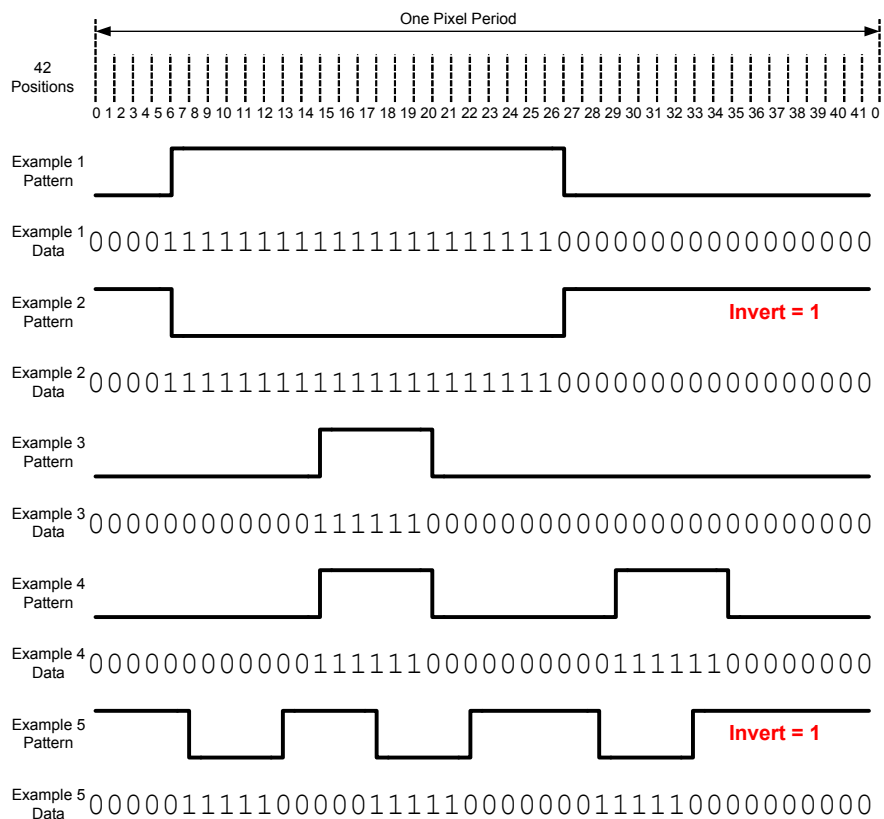 One Pixel Period
42
Positions
0 1 2 3 4 5 6 7 8 9 10 11 12 13 14 15 16 17 18 19 20 21 22 23 24 25 26 27 28 29 30 31 32 33 34 35 36 37 38 39 40 41 0
Example 1
Pattern
Example 1
Data
000011111111111111111111100000000000000000
Example 2
Pattern
Invert = 1
Example 2
Data
000011111111111111111111100000000000000000
Example 3
Pattern
Example 3
Data
000000000000111111000000000000000000000000
Example 4
Pattern
Example 4
Data
000000000000111111000000000011111100000000
Example 5
Pattern
Invert = 1
Example 5
Data
000001111100000111110000000111110000000000